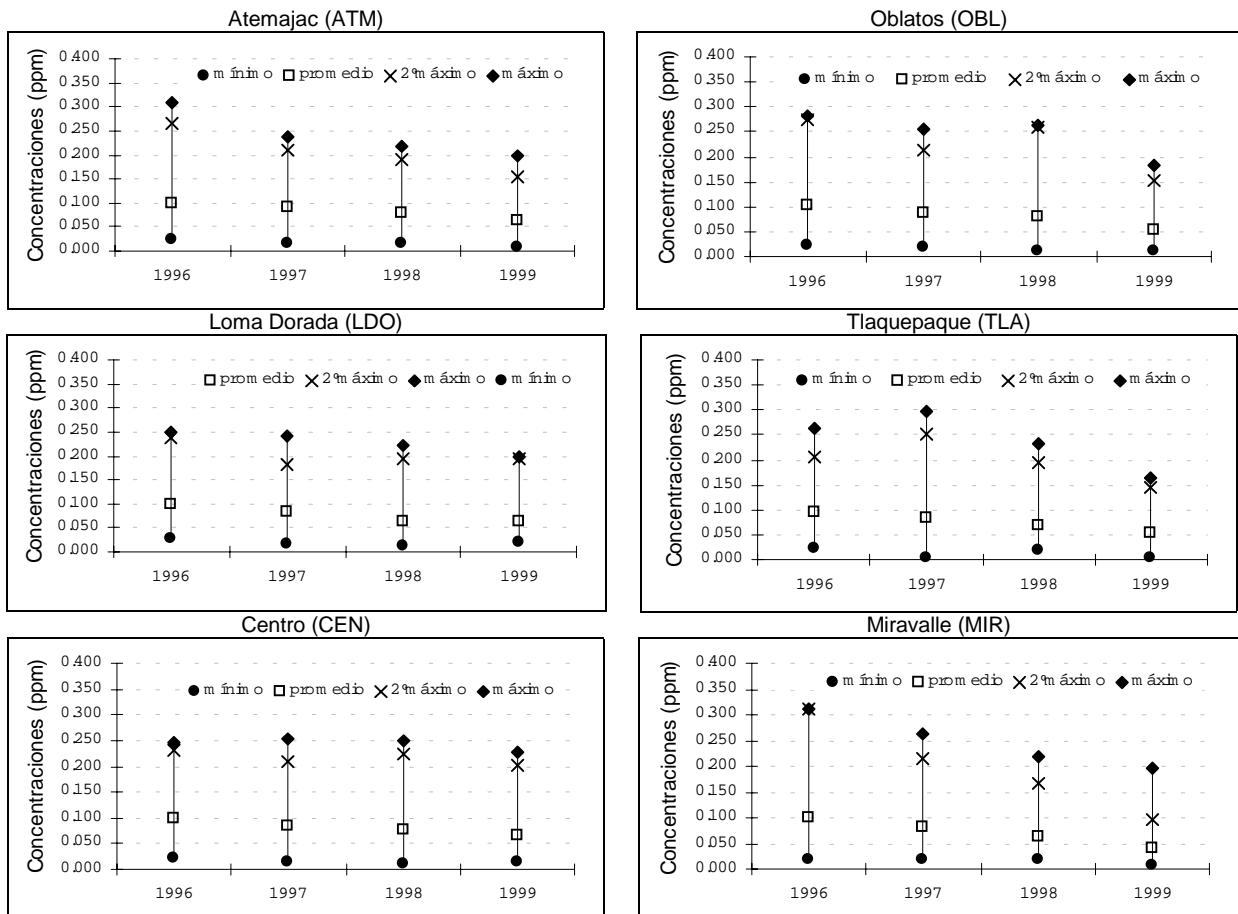 Atemajac (ATM)
Concentraciones (ppm)
0.400
0.350
0.300
0.250
0.200
0.150
0.100
0.050
0.000
mínimo promedio 2º máximo máximo
1996 1997 1998 1999
Oblatos (OBL)
Concentraciones (ppm)
0.400
0.350
0.300
0.250
0.200
0.150
0.100
0.050
0.000
mínimo promedio 2º máximo máximo
1996 1997 1998 1999
Loma Dorada (LDO)
Concentraciones (ppm)
0.400
0.350
0.300
0.250
0.200
0.150
0.100
0.050
0.000
promedio 2º máximo máximo mínimo
1996 1997 1998 1999
Tlaquepaque (TLA)
Concentraciones (ppm)
0.400
0.350
0.300
0.250
0.200
0.150
0.100
0.050
0.000
mínimo promedio 2º máximo máximo
1996 1997 1998 1999
Centro (CEN)
Concentraciones (ppm)
0.400
0.350
0.300
0.250
0.200
0.150
0.100
0.050
0.000
mínimo promedio 2º máximo máximo
1996 1997 1998 1999
Miravalle (MIR)
Concentraciones (ppm)
0.400
0.350
0.300
0.250
0.200
0.150
0.100
0.050
0.000
mínimo promedio 2º máximo máximo
1996 1997 1998 1999